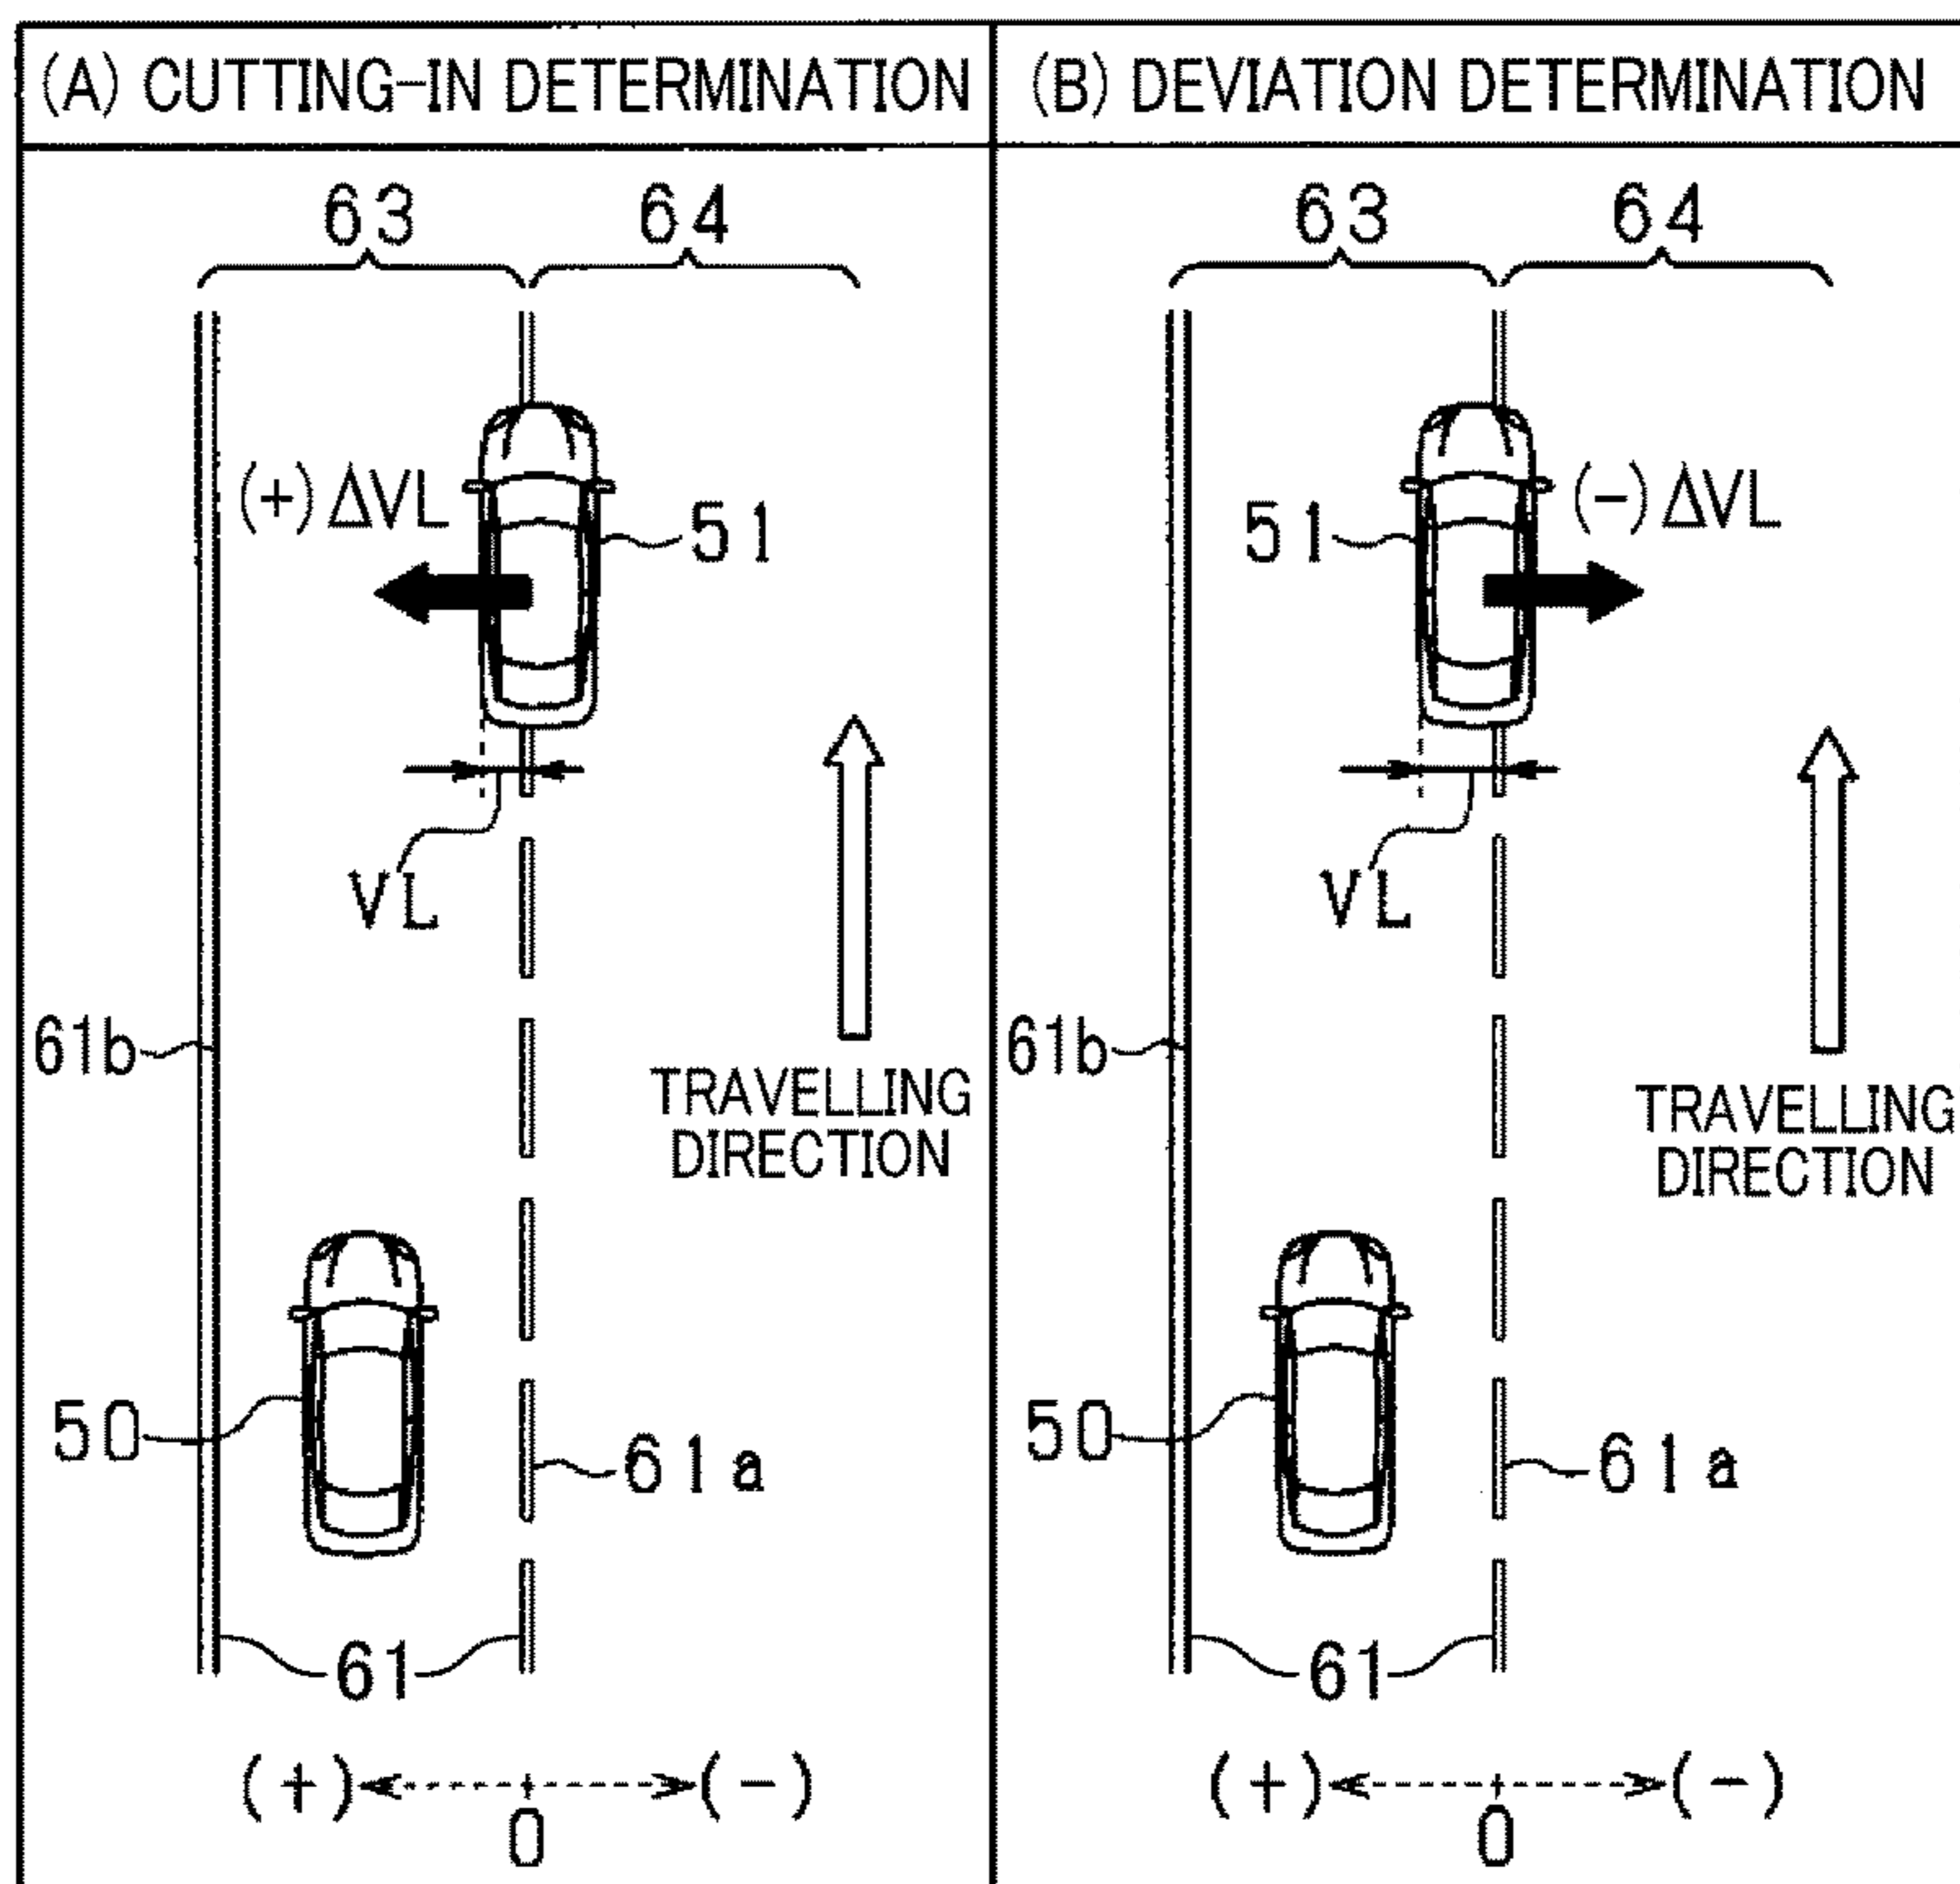 (A) CUTTING-IN DETERMINATION
63 64
(+)ΔVL
51
VL
61b
TRAVELLING
DIRECTION
50
61a
61
(+) (-)
0
(B) DEVIATION DETERMINATION
63 64
51
(-)ΔVL
VL
61b
TRAVELLING
DIRECTION
50
61a
61
(+) (-)
0